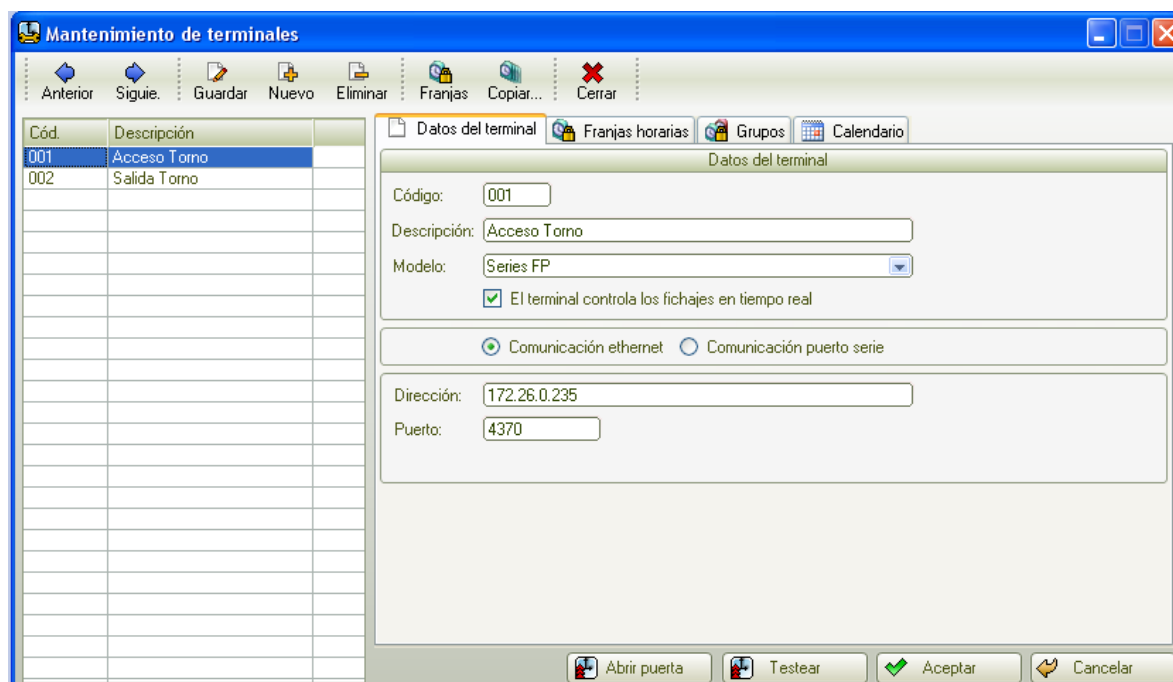 Mantenimiento de terminales
Anterior Siguie. Guardar Nuevo Eliminar Franjas Copiar... Cerrar
Cód. Descripción
001 Acceso Torno
002 Salida Torno
Datos del terminal Franjas horarias Grupos Calendario
Datos del terminal
Código: 001
Descripción: Acceso Torno
Modelo: Series FP
El terminal controla los fichajes en tiempo real
Comunicación ethernet Comunicación puerto serie
Dirección: 172.26.0.235
Puerto: 4370
Abrir puerta Testear Aceptar Cancelar